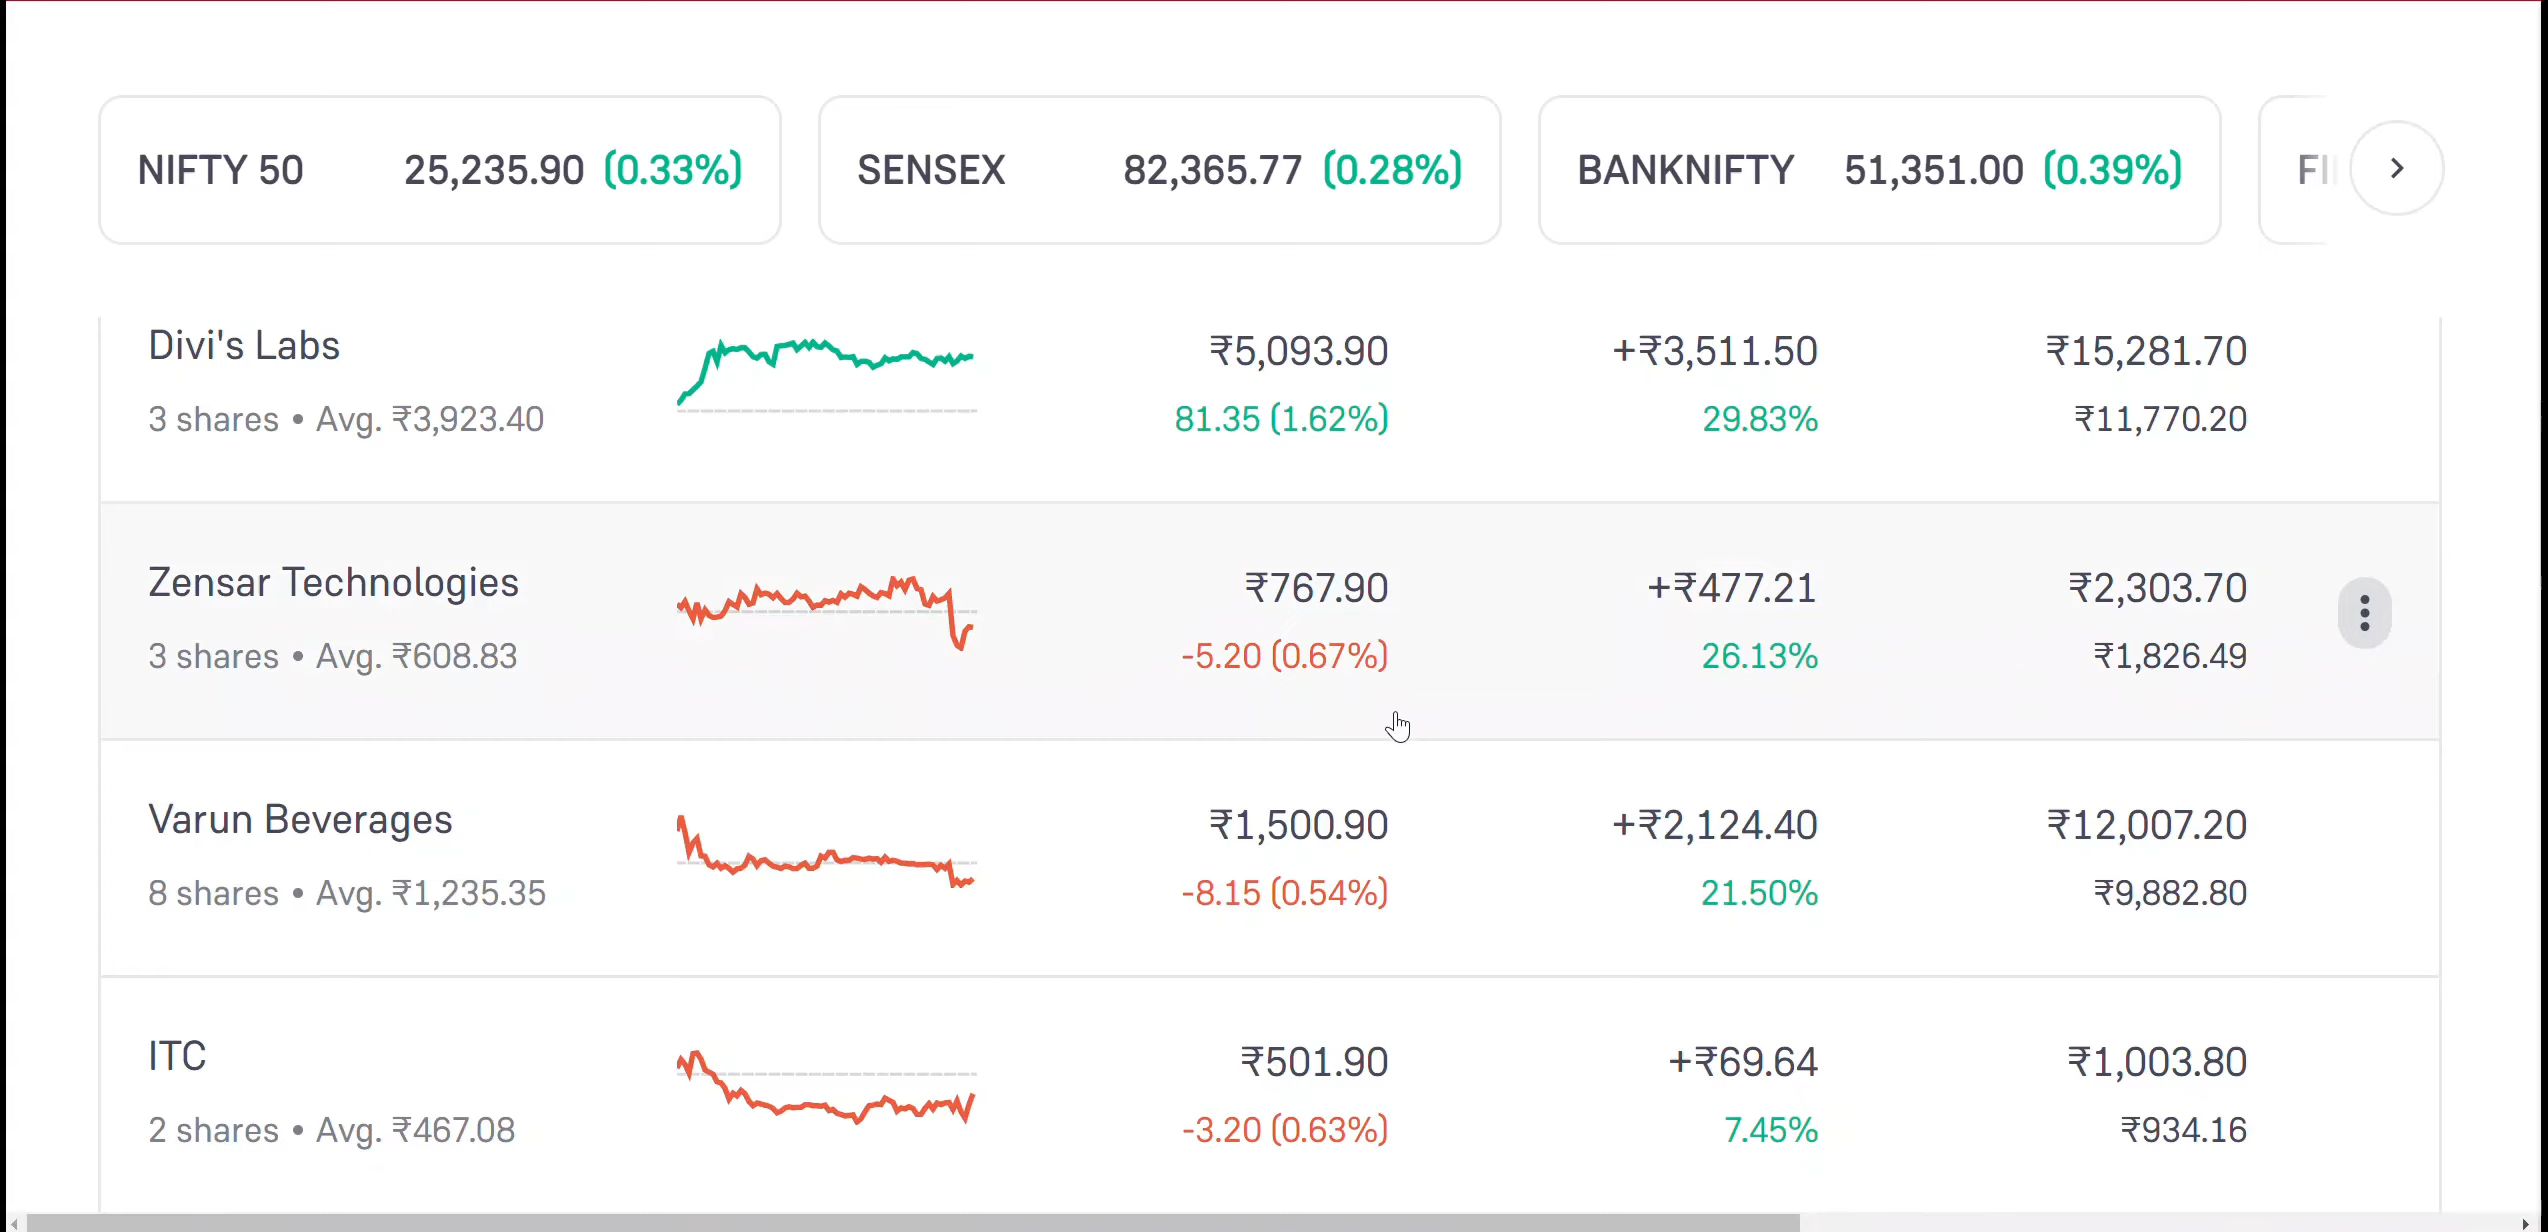 NIFTY 50 25,235.90 (0.33%)
SENSEX 82,365.77 (0.28%)
BANKNIFTY 51,351.00 (0.39%)
Divi's Labs ₹5,093.90 +₹3,511.50 ₹15,281.70
3 shares • Avg. ₹3,923.40 81.35 (1.62%) 29.83% ₹11,770.20
Zensar Technologies ₹767.90 +₹477.21 ₹2,303.70
3 shares • Avg. ₹608.83 -5.20 (0.67%) 26.13% ₹1,826.49
Varun Beverages ₹1,500.90 +₹2,124.40 ₹12,007.20
8 shares • Avg. ₹1,235.35 -8.15 (0.54%) 21.50% ₹9,882.80
ITC ₹501.90 +₹69.64 ₹1,003.80
2 shares • Avg. ₹467.08 -3.20 (0.63%) 7.45% ₹934.16